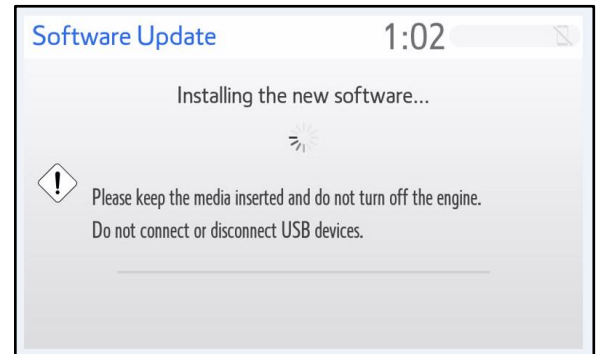 Software Update 1:02
Installing the new software...
Please keep the media inserted and do not turn off the engine.
Do not connect or disconnect USB devices.